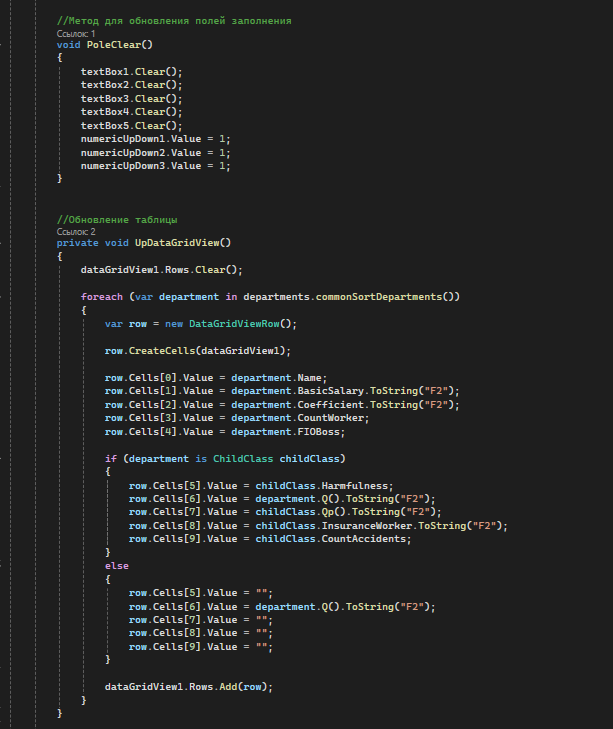 //Метод для обновления полей заполнения
Ссылок: 1
void PoleClear()
{
textBox1.Clear();
textBox2.Clear();
textBox3.Clear();
textBox4.Clear();
textBox5.Clear();
numericUpDown1.Value = 1;
numericUpDown2.Value = 1;
numericUpDown3.Value = 1;
}
//Обновление таблицы
Ссылок: 2
private void UpDataGridView()
{
dataGridView1.Rows.Clear();
foreach (var department in departments.commonSortDepartments())
{
var row = new DataGridViewRow();
row.CreateCells(dataGridView1);
row.Cells[0].Value = department.Name;
row.Cells[1].Value = department.BasicSalary.ToString("F2");
row.Cells[2].Value = department.Coefficient.ToString("F2");
row.Cells[3].Value = department.CountWorker;
row.Cells[4].Value = department.FIOBoss;
if (department is ChildClass childClass)
{
row.Cells[5].Value = childClass.Harmfulness;
row.Cells[6].Value = department.Q().ToString("F2");
row.Cells[7].Value = childClass.Qp().ToString("F2");
row.Cells[8].Value = childClass.InsuranceWorker.ToString("F2");
row.Cells[9].Value = childClass.CountAccidents;
}
else
{
row.Cells[5].Value = "";
row.Cells[6].Value = department.Q().ToString("F2");
row.Cells[7].Value = "";
row.Cells[8].Value = "";
row.Cells[9].Value = "";
}
dataGridView1.Rows.Add(row);
}
}